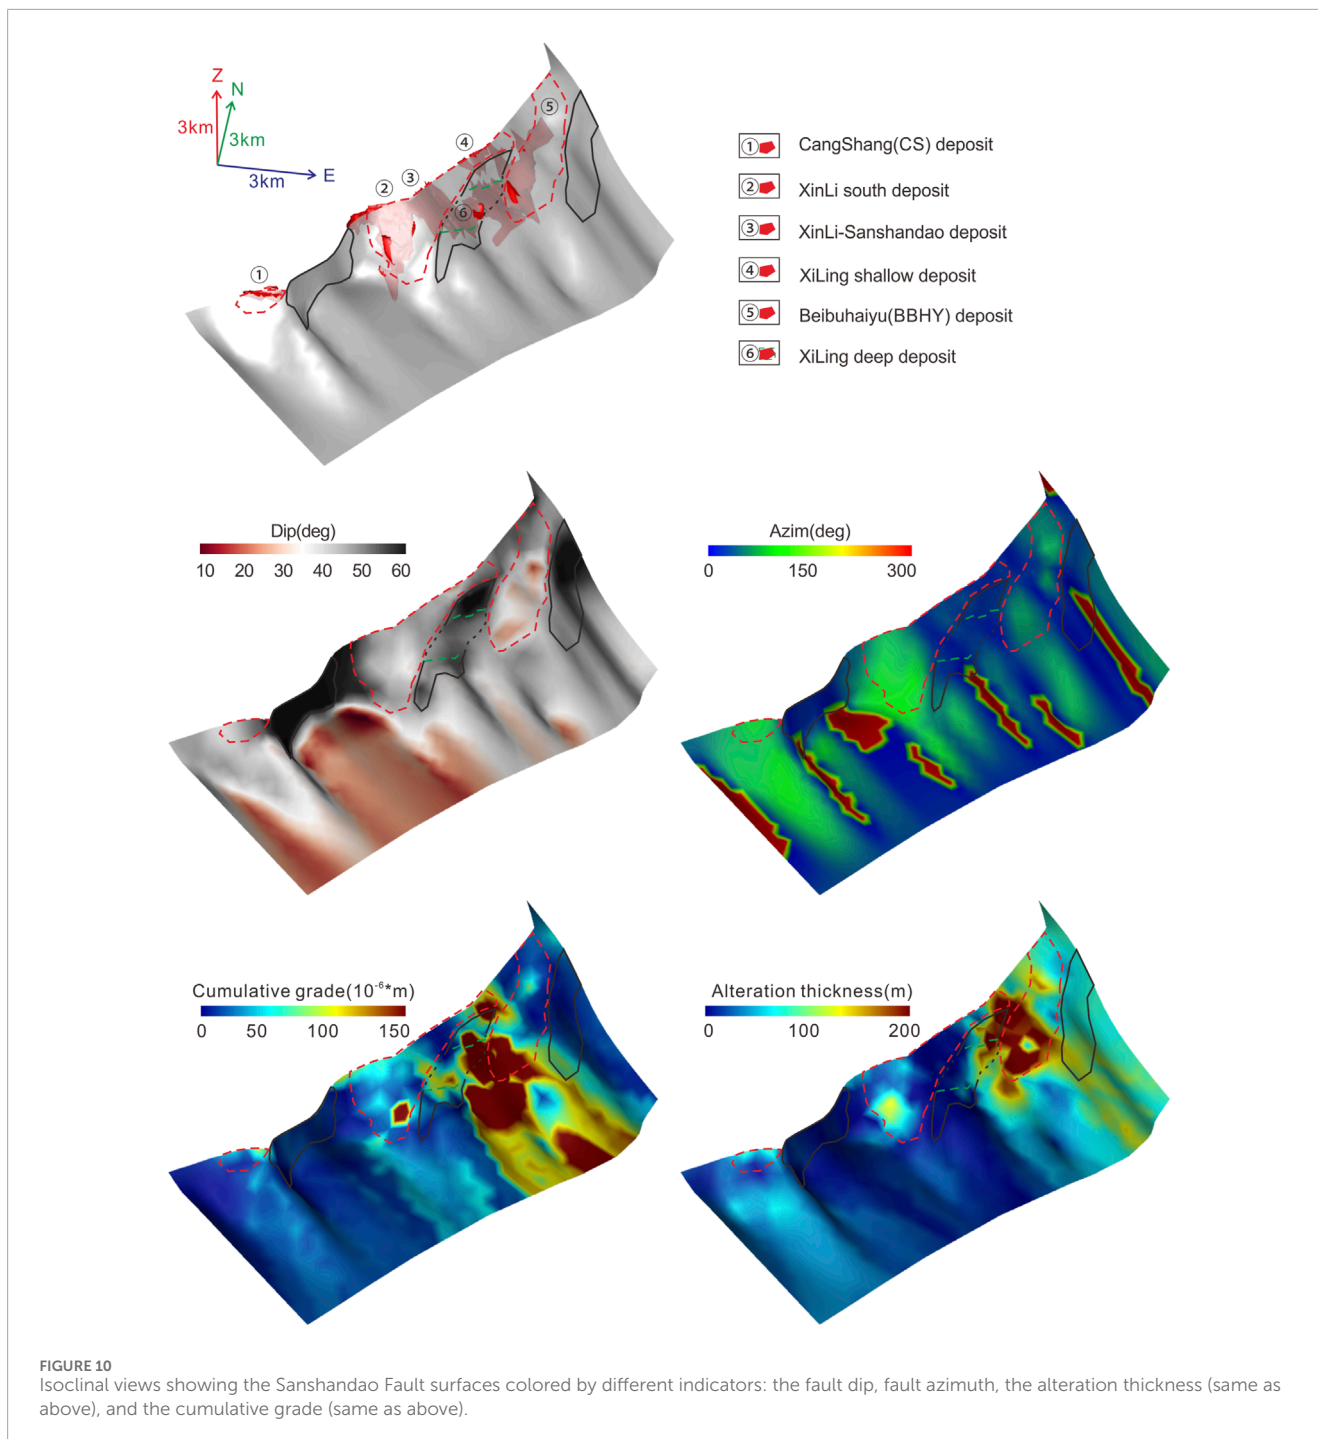 Z
N
3km
3km
3km
E
①
②
③
④
⑤
⑥
① CangShang(CS) deposit
② XinLi south deposit
③ XinLi-Sanshandao deposit
④ XiLing shallow deposit
⑤ Beibuhaiyu(BBHY) deposit
⑥ XiLing deep deposit
Dip(deg)
10 20 30 40 50 60
Azim(deg)
0 150 300
Cumulative grade(10⁻⁶*m)
0 50 100 150
Alteration thickness(m)
0 100 200
FIGURE 10
Isoclinal views showing the Sanshandao Fault surfaces colored by different indicators: the fault dip, fault azimuth, the alteration thickness (same as
above), and the cumulative grade (same as above).